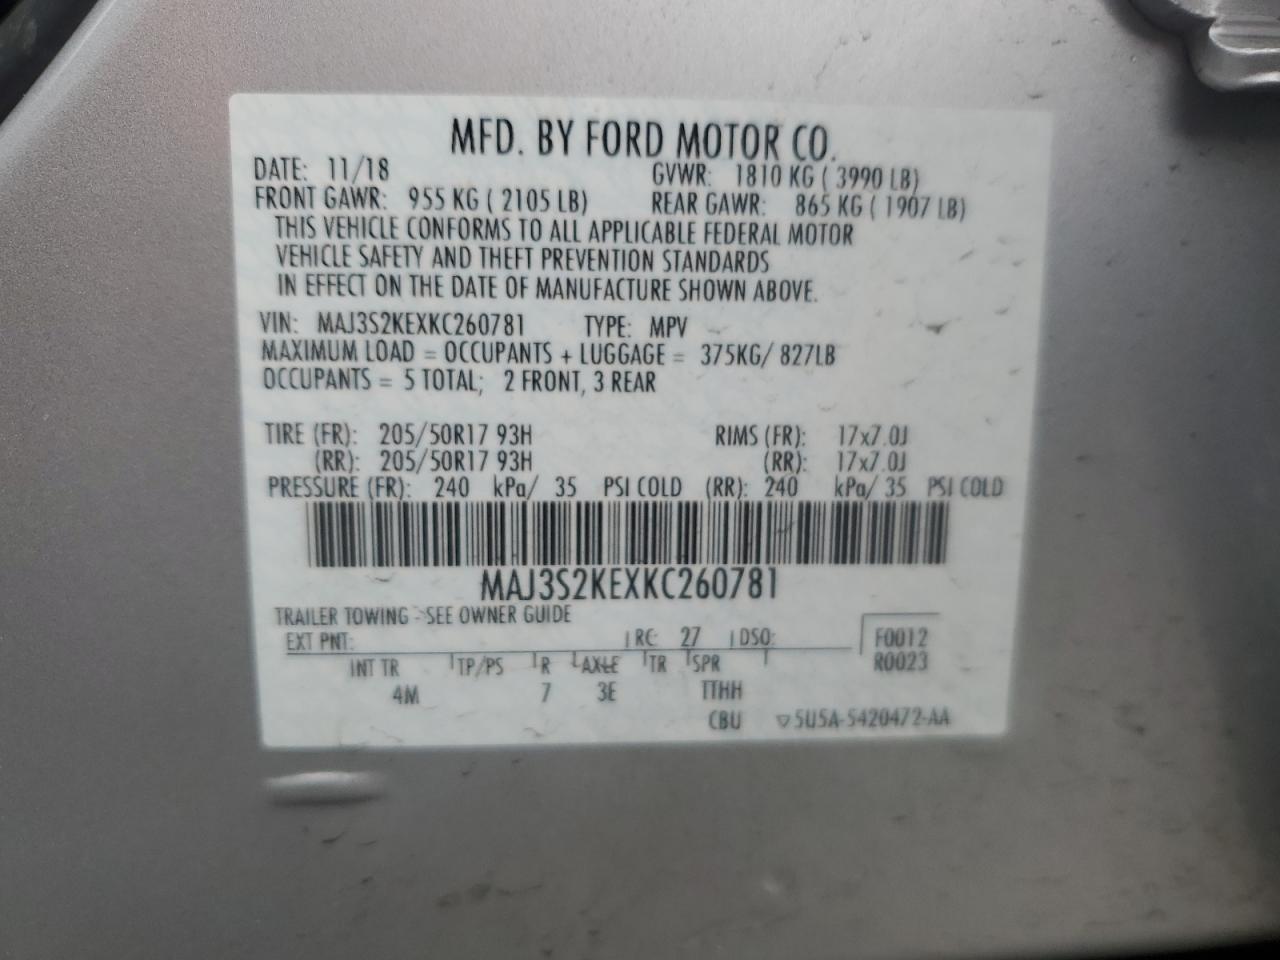 MFD. BY FORD MOTOR CO.
DATE: 11/18 GVWR: 1810 KG ( 3990 LB)
FRONT GAWR: 955 KG ( 2105 LB) REAR GAWR: 865 KG ( 1907 LB)
THIS VEHICLE CONFORMS TO ALL APPLICABLE FEDERAL MOTOR
VEHICLE SAFETY AND THEFT PREVENTION STANDARDS
IN EFFECT ON THE DATE OF MANUFACTURE SHOWN ABOVE.
VIN: MAJ3S2KEXKC260781 TYPE: MPV
MAXIMUM LOAD = OCCUPANTS + LUGGAGE = 375KG/ 827LB
OCCUPANTS = 5 TOTAL; 2 FRONT, 3 REAR
TIRE (FR): 205/50R17 93H RIMS (FR): 17x7.0J
(RR): 205/50R17 93H (RR): 17x7.0J
PRESSURE (FR): 240 kPa/ 35 PSI COLD (RR): 240 kPa/ 35 PSI COLD
MAJ3S2KEXKC260781
TRAILER TOWING - SEE OWNER GUIDE
EXT PNT: RC: 27 DSO: F0012
INT TR TP/PS R AXLE TR SPR R0023
4M 7 3E TTHH
CBU ▽5U5A-5420472-AA